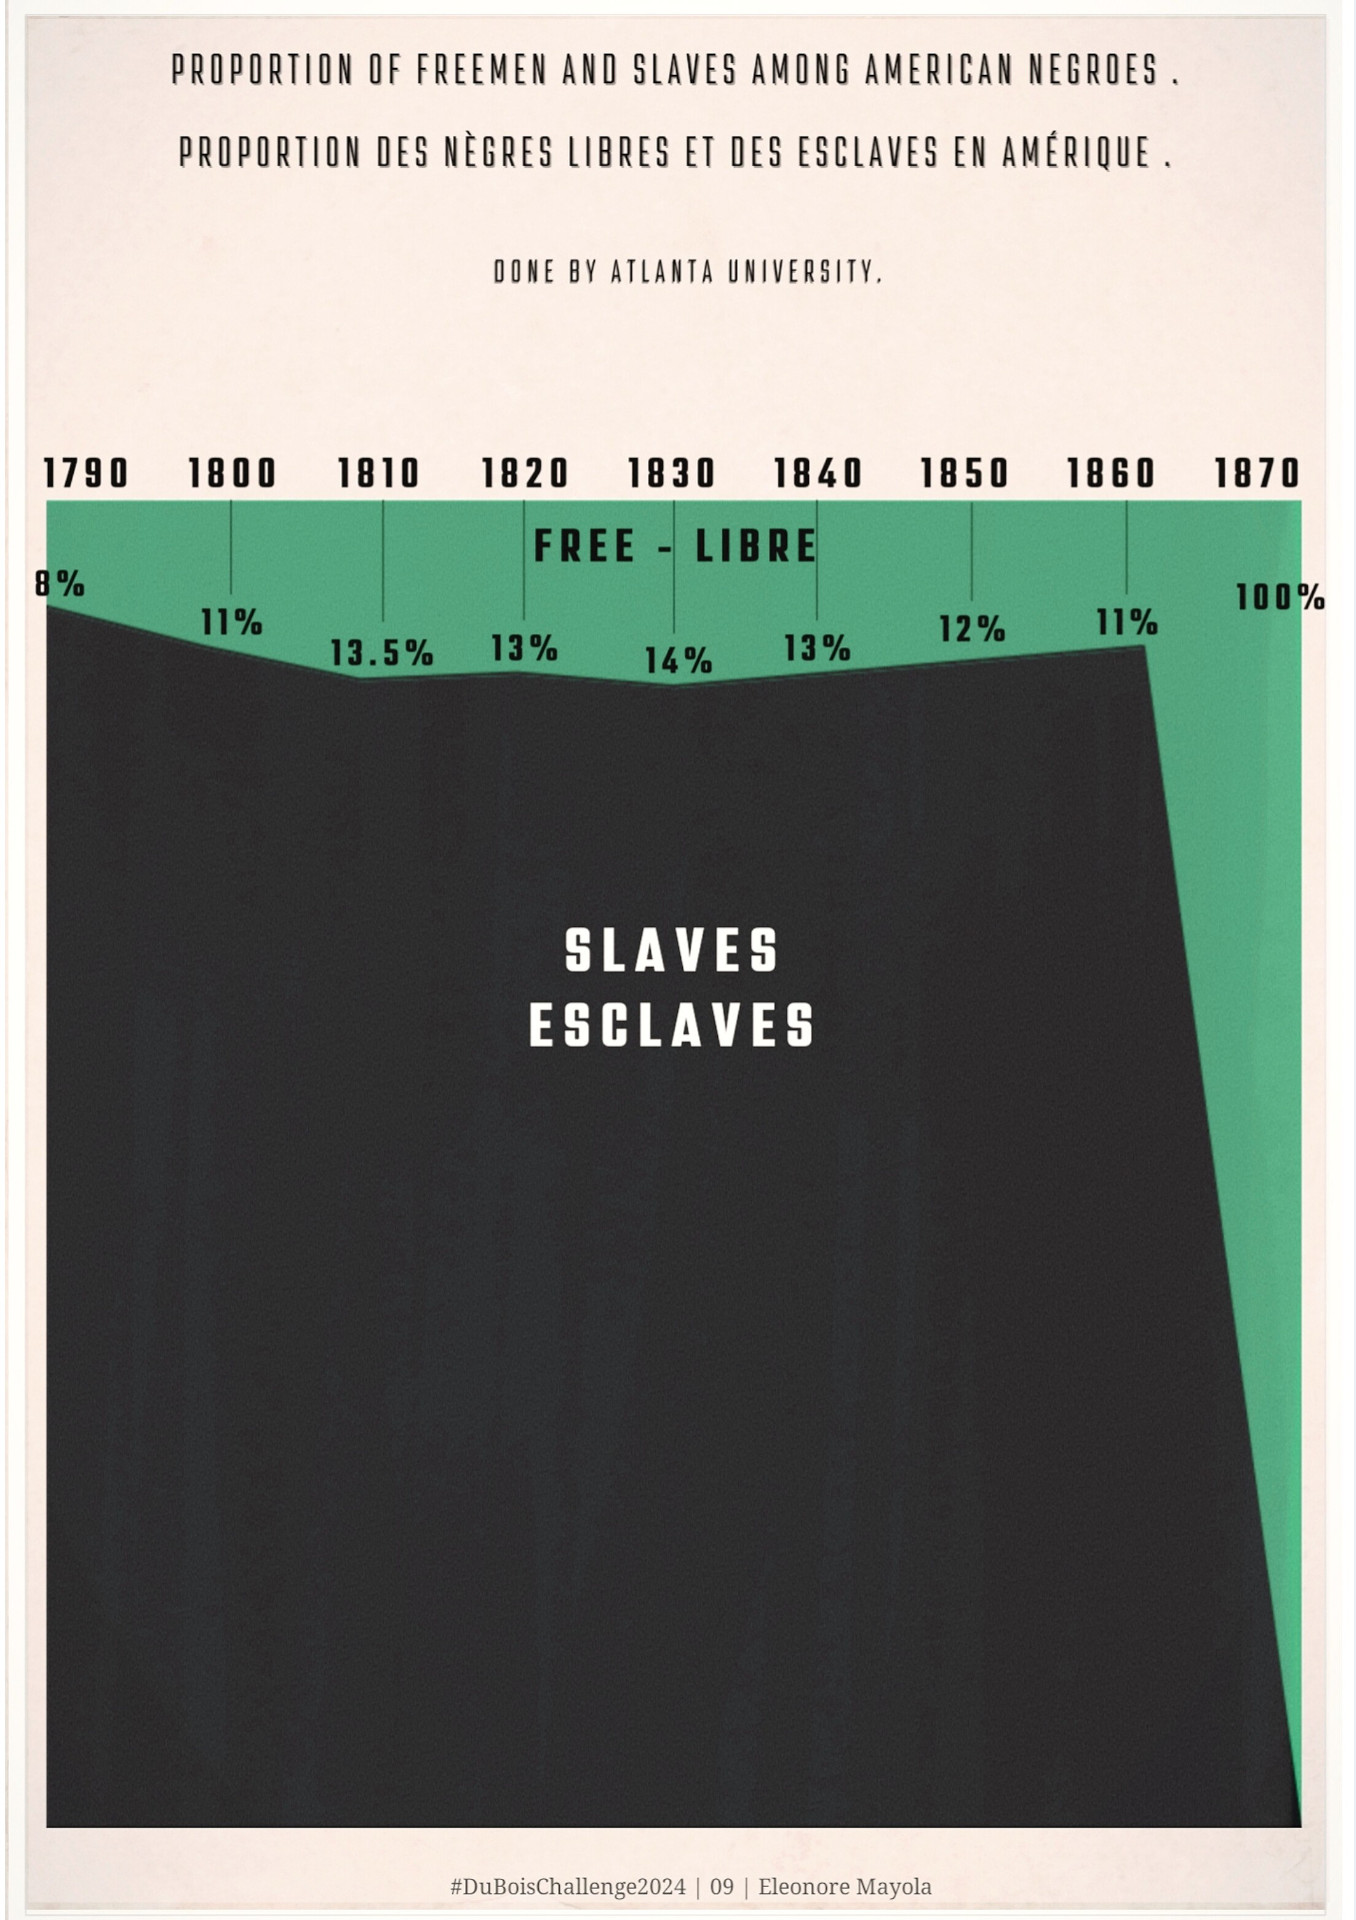 PROPORTION OF FREEMEN AND SLAVES AMONG AMERICAN NEGROES .
PROPORTION DES NÈGRES LIBRES ET DES ESCLAVES EN AMÉRIQUE .
DONE BY ATLANTA UNIVERSITY.
1790 1800 1810 1820 1830 1840 1850 1860 1870
FREE - LIBRE
8% 11% 13.5% 13% 14% 13% 12% 11% 100%
SLAVES
ESCLAVES
#DuBoisChallenge2024 | 09 | Eleonore Mayola